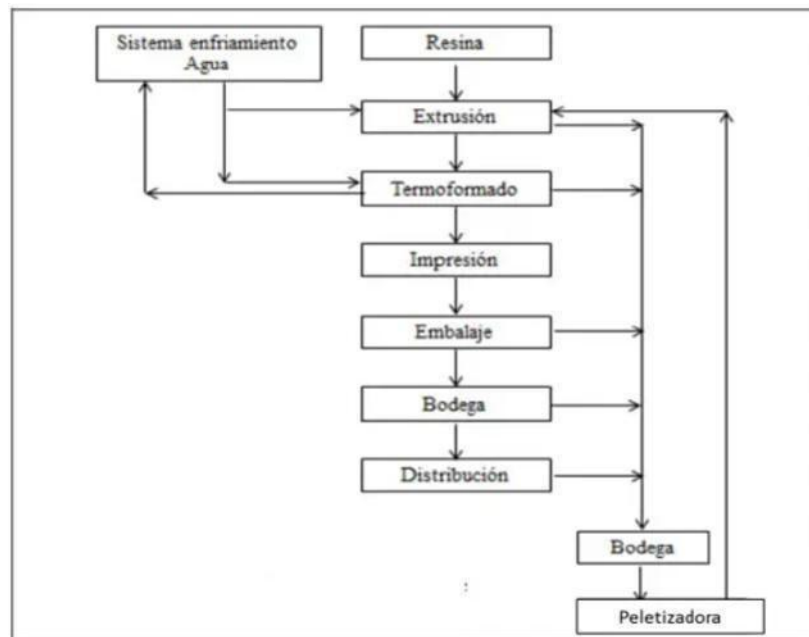 Sistema enfriamiento
Agua
Resina
Extrusión
Termoformado
Impresión
Embalaje
Bodega
Distribución
Bodega
Peletizadora